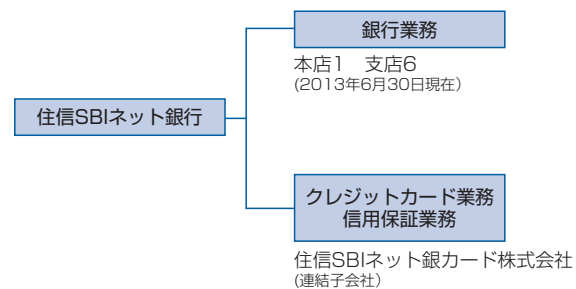 銀行業務
本店1　支店6
(2013年6月30日現在)
住信SBIネット銀行
クレジットカード業務
信用保証業務
住信SBIネット銀カード株式会社
(連結子会社)